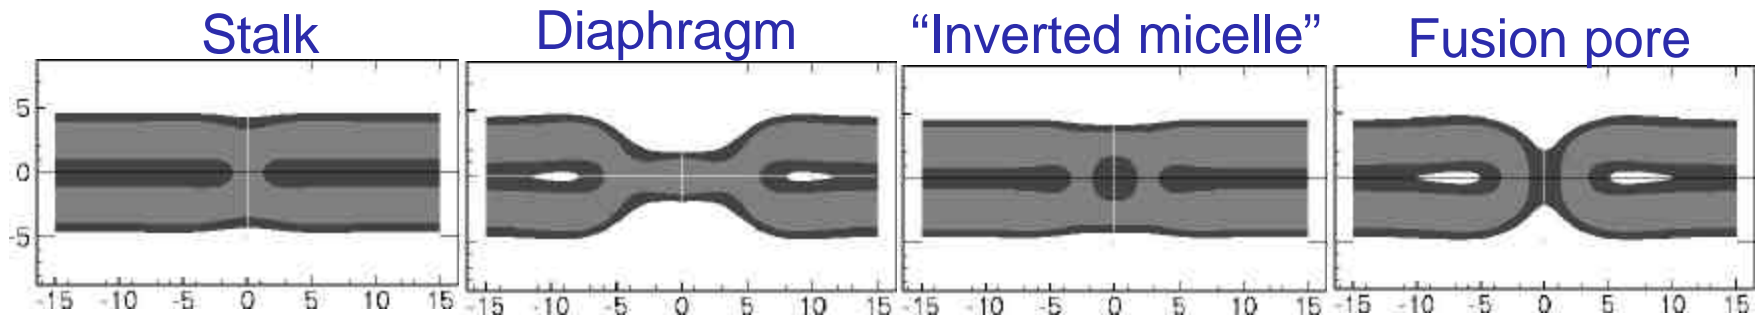 Stalk
Diaphragm
“Inverted micelle”
Fusion pore
5
0
-5
-15 -10 -5 0 5 10 15
-15 -10 -5 0 5 10 15
-15 -10 -5 0 5 10 15
-15 -10 -5 0 5 10 15